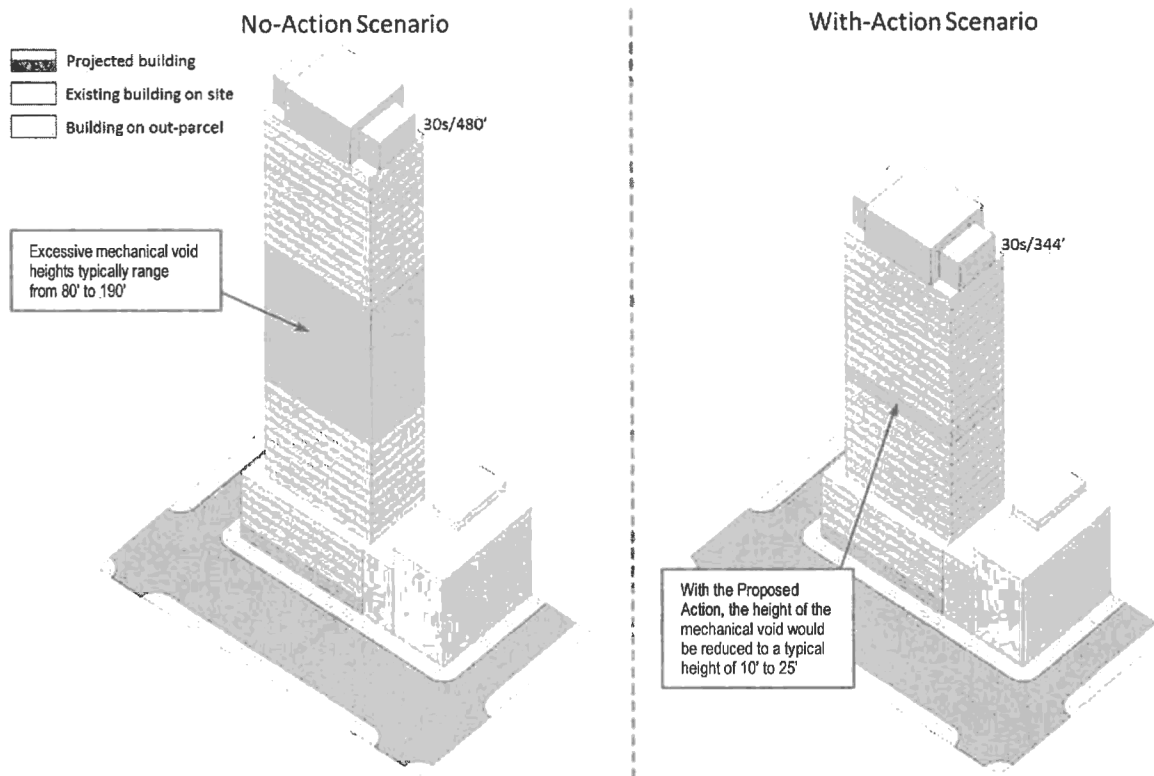 No-Action Scenario
Projected building
Existing building on site
Building on out-parcel
30s/480'
Excessive mechanical void
heights typically range
from 80' to 190'
With-Action Scenario
30s/344'
With the Proposed
Action, the height of the
mechanical void would
be reduced to a typical
height of 10' to 25'